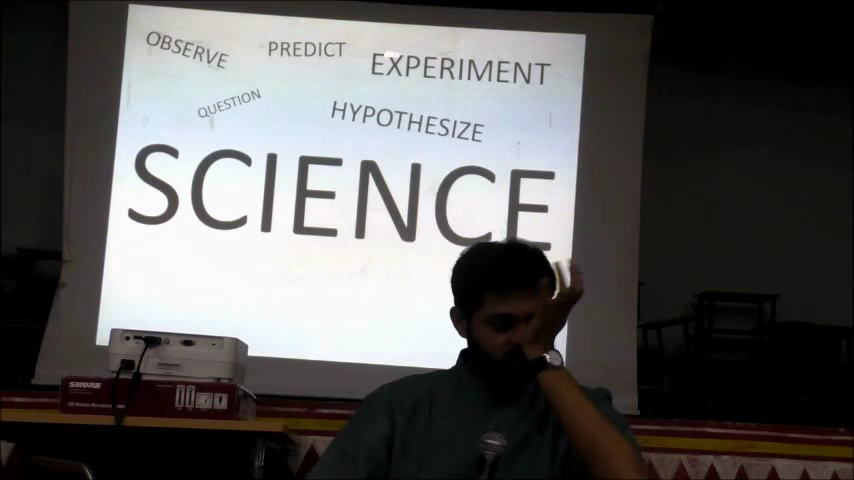 OBSERVE
PREDICT
EXPERIMENT
QUESTION
HYPOTHESIZE
SCIENCE
SHURE